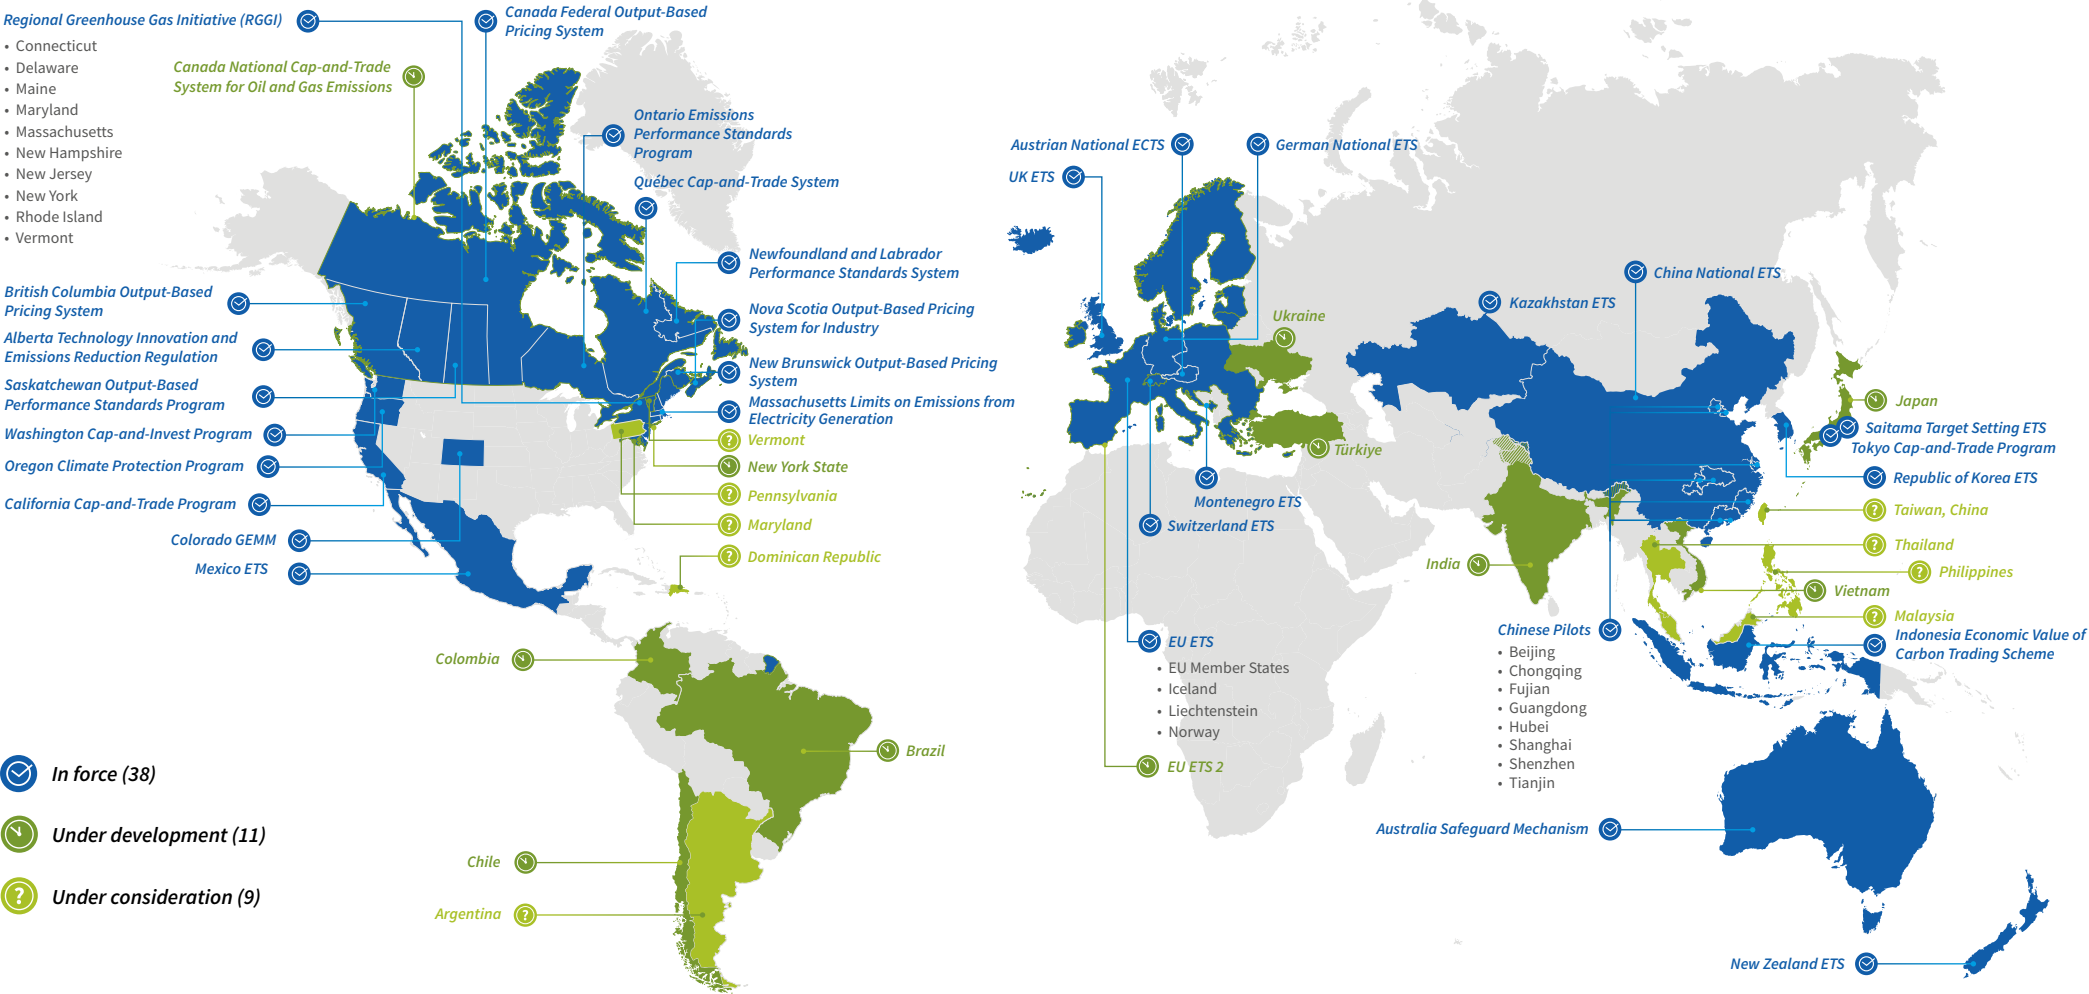 Regional Greenhouse Gas Initiative (RGGI)
• Connecticut
• Delaware
• Maine
• Maryland
• Massachusetts
• New Hampshire
• New Jersey
• New York
• Rhode Island
• Vermont
Canada Federal Output-Based
Pricing System
Canada National Cap-and-Trade
System for Oil and Gas Emissions
Ontario Emissions
Performance Standards
Program
Québec Cap-and-Trade System
Newfoundland and Labrador
Performance Standards System
Nova Scotia Output-Based Pricing
System for Industry
New Brunswick Output-Based Pricing
System
Massachusetts Limits on Emissions from
Electricity Generation
? Vermont
New York State
? Pennsylvania
? Maryland
? Dominican Republic
British Columbia Output-Based
Pricing System
Alberta Technology Innovation and
Emissions Reduction Regulation
Saskatchewan Output-Based
Performance Standards Program
Washington Cap-and-Invest Program
Oregon Climate Protection Program
California Cap-and-Trade Program
Colorado GEMM
Mexico ETS
Colombia
Brazil
Chile
Argentina ?
In force (38)
Under development (11)
? Under consideration (9)
Austrian National ECTS
German National ETS
UK ETS
Ukraine
Türkiye
Montenegro ETS
Switzerland ETS
EU ETS
• EU Member States
• Iceland
• Liechtenstein
• Norway
EU ETS 2
Kazakhstan ETS
China National ETS
Japan
Saitama Target Setting ETS
Tokyo Cap-and-Trade Program
Republic of Korea ETS
? Taiwan, China
? Thailand
? Philippines
Vietnam
? Malaysia
Indonesia Economic Value of
Carbon Trading Scheme
India
Chinese Pilots
• Beijing
• Chongqing
• Fujian
• Guangdong
• Hubei
• Shanghai
• Shenzhen
• Tianjin
Australia Safeguard Mechanism
New Zealand ETS